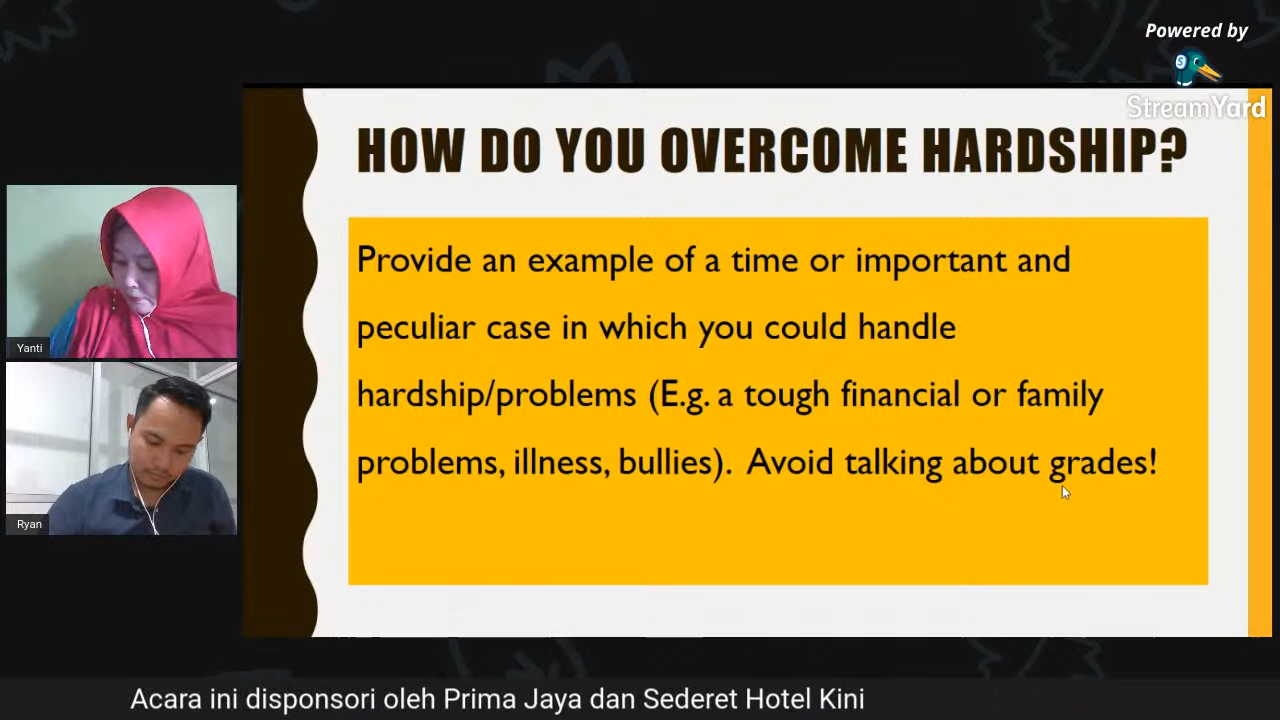 Powered by
StreamYard
HOW DO YOU OVERCOME HARDSHIP?
Provide an example of a time or important and
peculiar case in which you could handle
hardship/problems (E.g. a tough financial or family
problems, illness, bullies). Avoid talking about grades!
Yanti
Ryan
Acara ini disponsori oleh Prima Jaya dan Sederet Hotel Kini